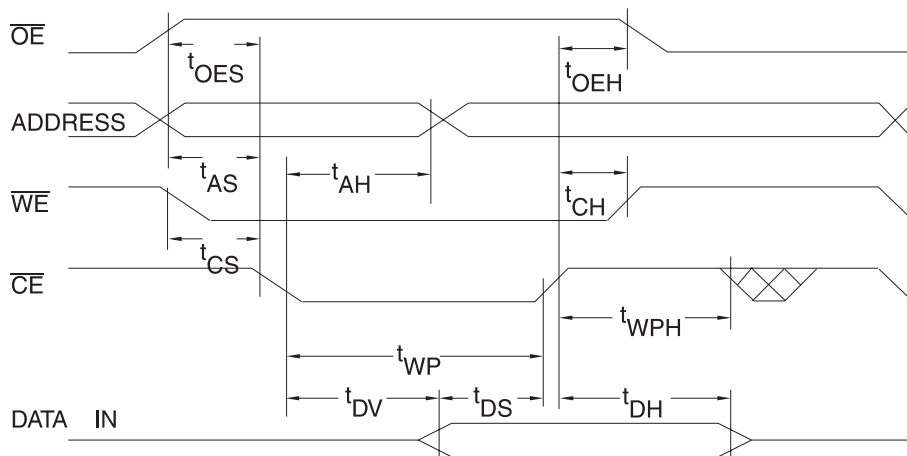 OE
tOES
tOEH
ADDRESS
tAS
tAH
WE
tCH
tCS
CE
tWPH
tWP
tDV
tDS
tDH
DATA IN